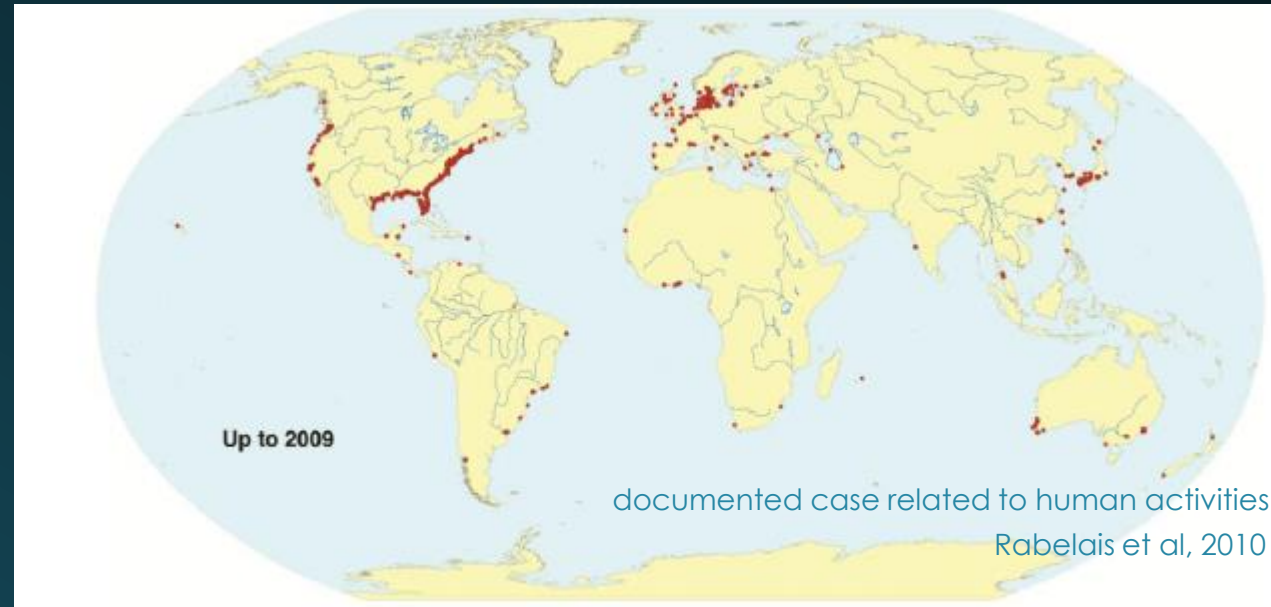 Up to 2009
documented case related to human activities
Rabelais et al, 2010